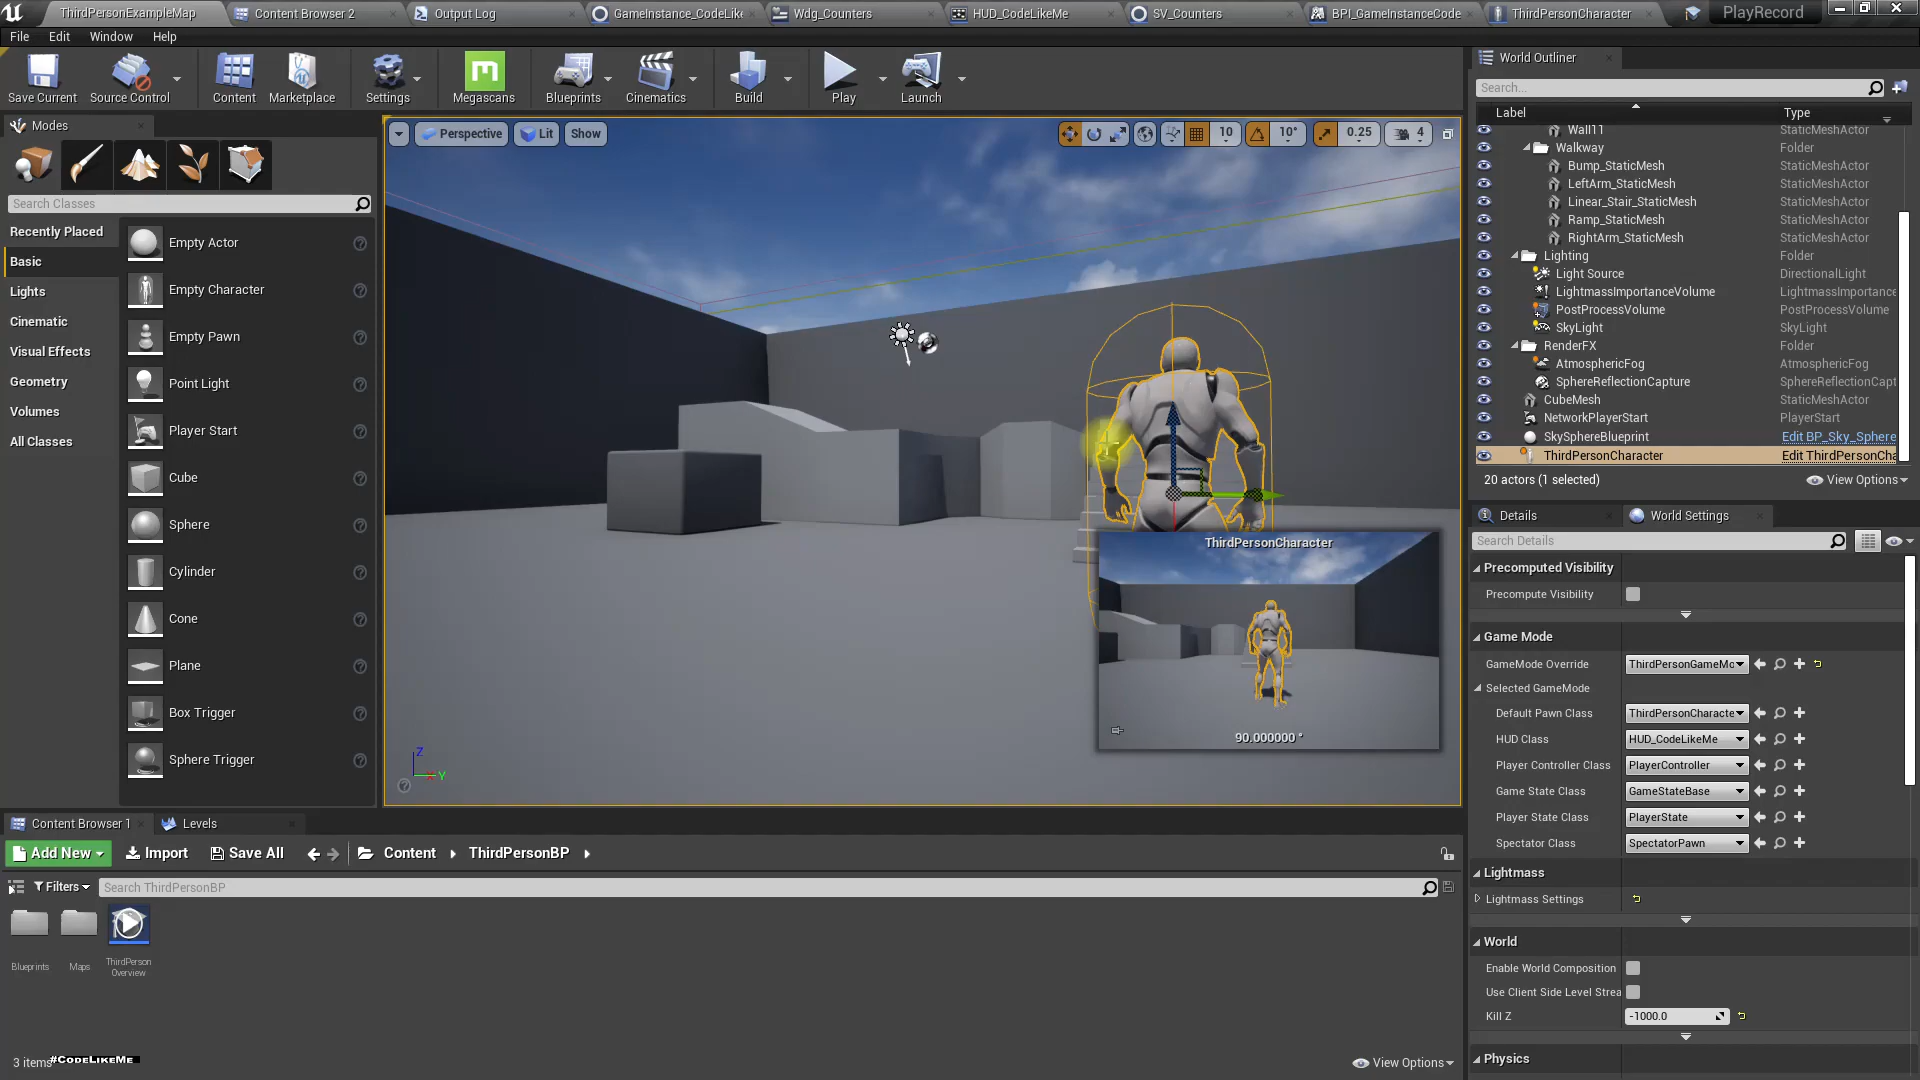 ThirdPersonExampleMap
Content Browser 2
Output Log
GameInstance_CodeLike
Wdg_Counters
HUD_CodeLikeMe
SV_Counters
BPI_GameInstanceCode
ThirdPersonCharacter
PlayRecord
File Edit Window Help
Save Current
Source Control
Content
Marketplace
Settings
Megascans
Blueprints
Cinematics
Build
Play
Launch
Modes
Search Classes
Recently Placed
Basic
Lights
Cinematic
Visual Effects
Geometry
Volumes
All Classes
Empty Actor
Empty Character
Empty Pawn
Point Light
Player Start
Cube
Sphere
Cylinder
Cone
Plane
Box Trigger
Sphere Trigger
Perspective
Lit
Show
10
10°
0.25
4
ThirdPersonCharacter
90.000000 °
Z
Y
World Outliner
Search...
Label Type
Wall11 StaticMeshActor
Walkway Folder
Bump_StaticMesh StaticMeshActor
LeftArm_StaticMesh StaticMeshActor
Linear_Stair_StaticMesh StaticMeshActor
Ramp_StaticMesh StaticMeshActor
RightArm_StaticMesh StaticMeshActor
Lighting Folder
Light Source DirectionalLight
LightmassImportanceVolume LightmassImportance
PostProcessVolume PostProcessVolume
SkyLight SkyLight
RenderFX Folder
AtmosphericFog AtmosphericFog
SphereReflectionCapture SphereReflectionCapt
CubeMesh StaticMeshActor
NetworkPlayerStart PlayerStart
SkySphereBlueprint Edit BP_Sky_Sphere
ThirdPersonCharacter Edit ThirdPersonCha
20 actors (1 selected)
View Options
Details
World Settings
Search Details
Precomputed Visibility
Precompute Visibility
Game Mode
GameMode Override ThirdPersonGameMo
Selected GameMode
Default Pawn Class ThirdPersonCharacte
HUD Class HUD_CodeLikeMe
Player Controller Class PlayerController
Game State Class GameStateBase
Player State Class PlayerState
Spectator Class SpectatorPawn
Lightmass
Lightmass Settings
World
Enable World Composition
Use Client Side Level Strea
Kill Z -1000.0
Physics
Content Browser 1
Levels
Add New
Import
Save All
Content
ThirdPersonBP
Filters
Search ThirdPersonBP
Blueprints
Maps
ThirdPerson
Overview
3 items
#CodeLikeMe
View Options